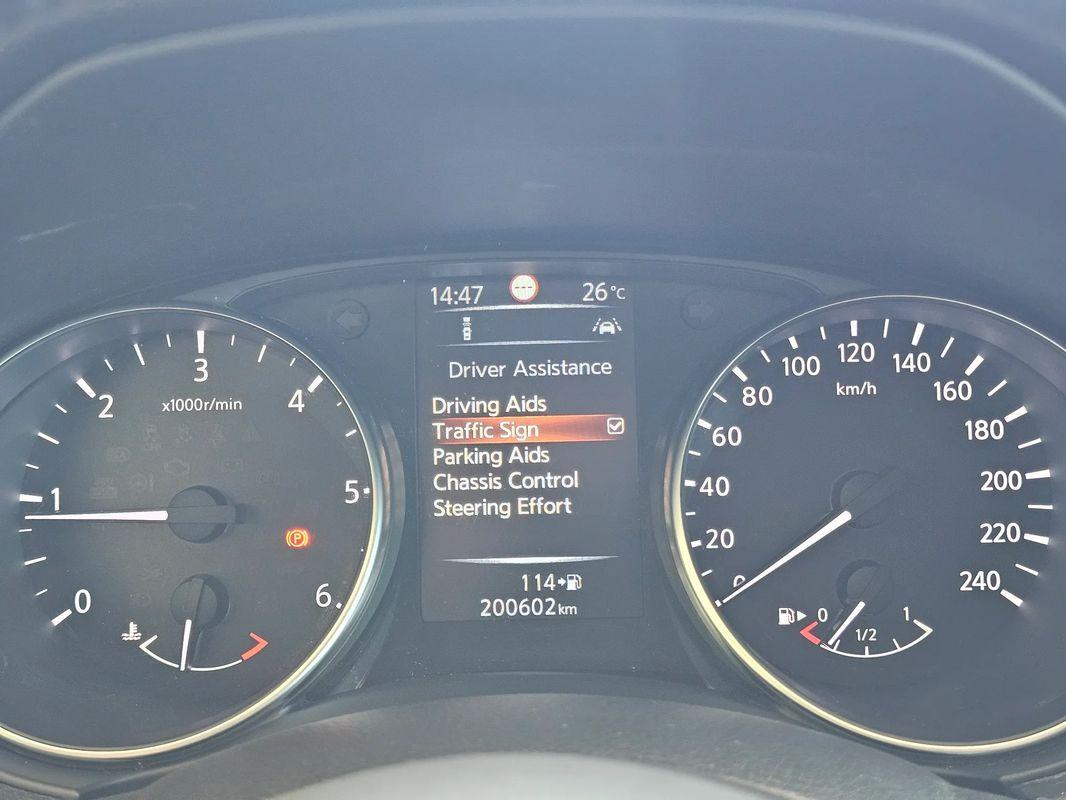 14:47
26°C
Driver Assistance
Driving Aids
Traffic Sign
Parking Aids
Chassis Control
Steering Effort
114
200602 km
0
1
2
3
4
5
6
x1000r/min
P
0
20
40
60
80
100
120
140
160
180
200
220
240
km/h
0
1/2
1